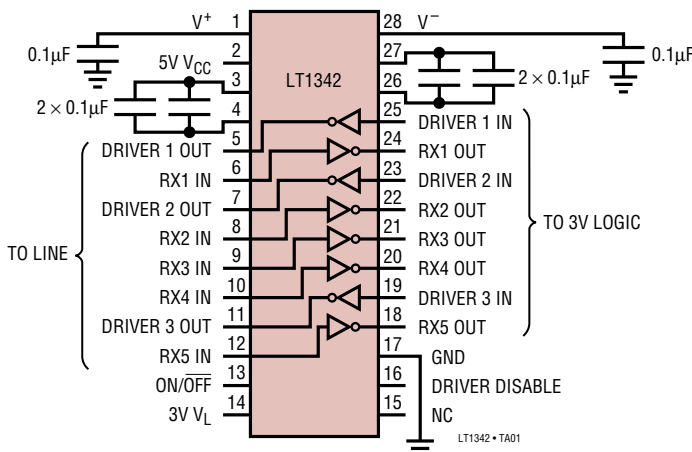 V+ 1
28 V−
0.1µF
0.1µF
2
5V VCC
3
2 × 0.1µF
4
LT1342
27
26
2 × 0.1µF
DRIVER 1 OUT 5
25 DRIVER 1 IN
RX1 IN 6
24 RX1 OUT
DRIVER 2 OUT 7
23 DRIVER 2 IN
RX2 IN 8
22 RX2 OUT
RX3 IN 9
21 RX3 OUT
RX4 IN 10
20 RX4 OUT
DRIVER 3 OUT 11
19 DRIVER 3 IN
RX5 IN 12
18 RX5 OUT
TO LINE
TO 3V LOGIC
ON/OFF 13
17 GND
3V VL 14
16 DRIVER DISABLE
15 NC
LT1342 • TA01